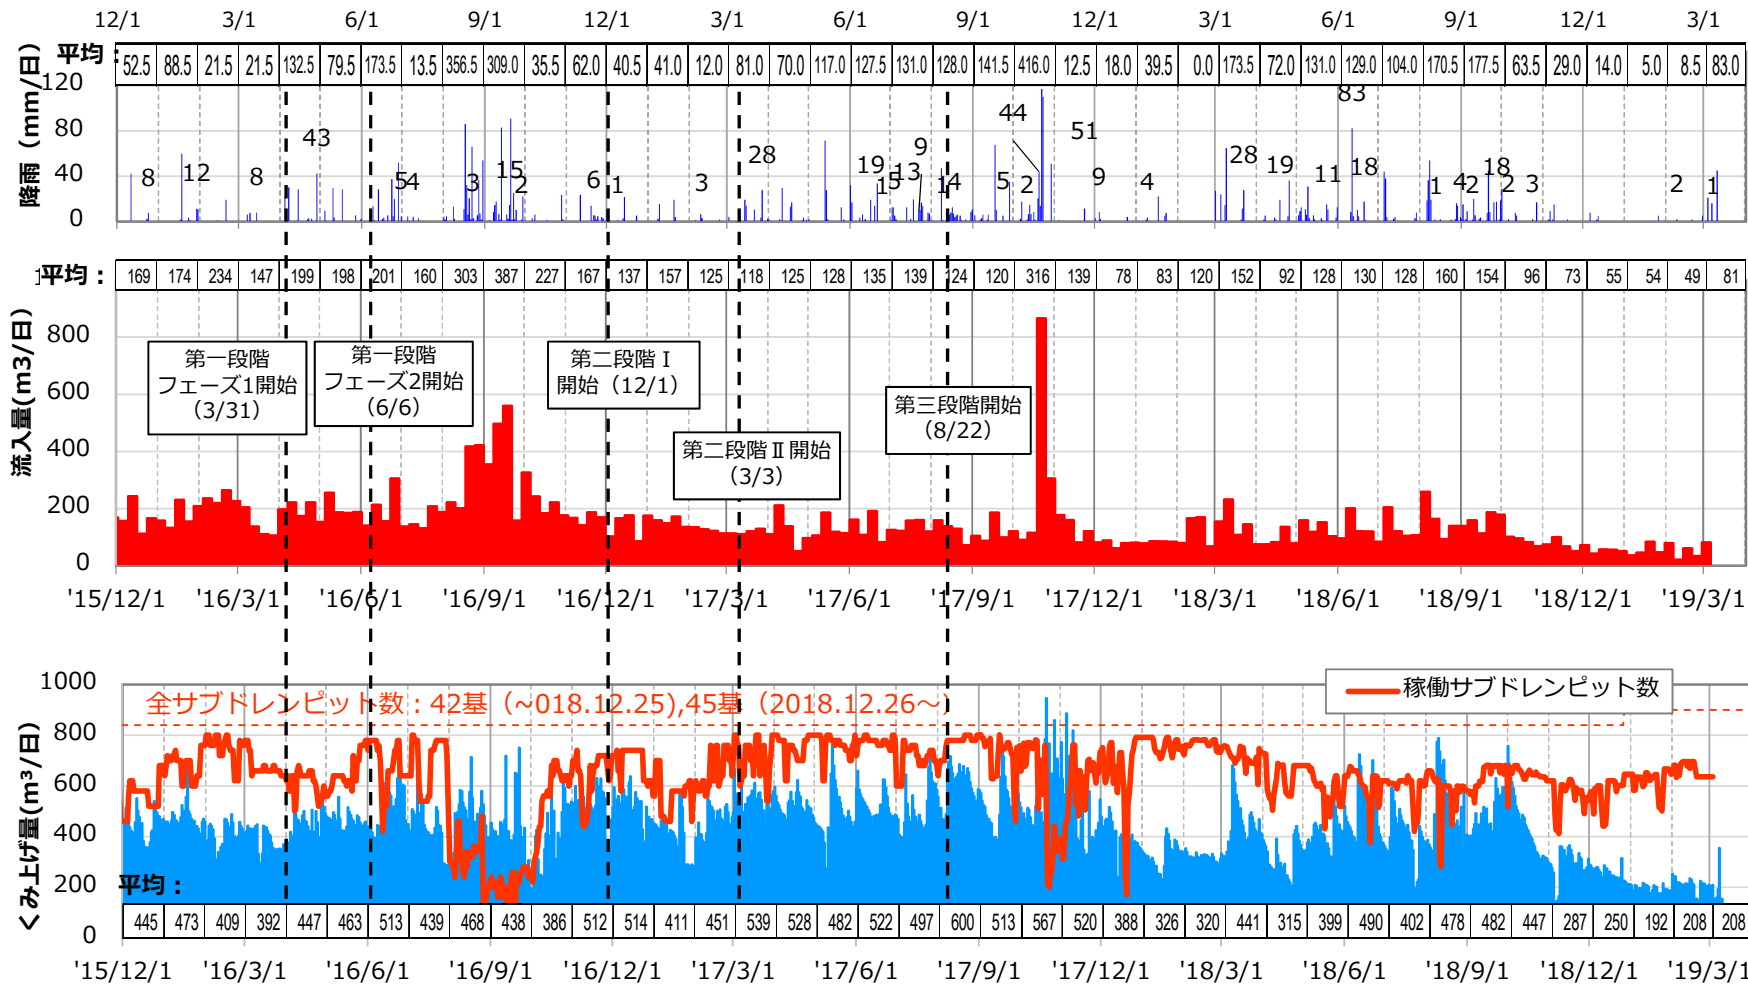 12/1 3/1 6/1 9/1 12/1 3/1 6/1 9/1 12/1 3/1 6/1 9/1 12/1 3/1
平均： 52.5 88.5 21.5 21.5 132.5 79.5 173.5 13.5 356.5 309.0 35.5 62.0 40.5 41.0 12.0 81.0 70.0 117.0 127.5 131.0 128.0 141.5 416.0 12.5 18.0 39.5 0.0 173.5 72.0 131.0 129.0 104.0 170.5 177.5 63.5 29.0 14.0 5.0 8.5 83.0
降雨（mm/日）
120
80
40
0
8 12 8 43 5 4 3 15 2 6 1 3 28 19 15 13 9 14 5 44 2 51 9 4 28 19 11 83 18 1 4 2 18 2 3 2 1
平均： 169 174 234 147 199 198 201 160 303 387 227 167 137 157 125 118 125 128 135 139 124 120 316 139 78 83 120 152 92 128 130 128 160 154 96 73 55 54 49 81
流入量(m3/日)
800
600
400
200
0
第一段階
フェーズ1開始
（3/31）
第一段階
フェーズ2開始
（6/6）
第二段階Ⅰ
開始（12/1）
第二段階Ⅱ開始
（3/3）
第三段階開始
（8/22）
'15/12/1 '16/3/1 '16/6/1 '16/9/1 '16/12/1 '17/3/1 '17/6/1 '17/9/1 '17/12/1 '18/3/1 '18/6/1 '18/9/1 '18/12/1 '19/3/1
くみ上げ量(m³/日)
1000
800
600
400
200
0
全サブドレンピット数：42基（~018.12.25),45基（2018.12.26～）
稼働サブドレンピット数
平均：
445 473 409 392 447 463 513 439 468 438 386 512 514 411 451 539 528 482 522 497 600 513 567 520 388 326 320 441 315 399 490 402 478 482 447 287 250 192 208 208
'15/12/1 '16/3/1 '16/6/1 '16/9/1 '16/12/1 '17/3/1 '17/6/1 '17/9/1 '17/12/1 '18/3/1 '18/6/1 '18/9/1 '18/12/1 '19/3/1